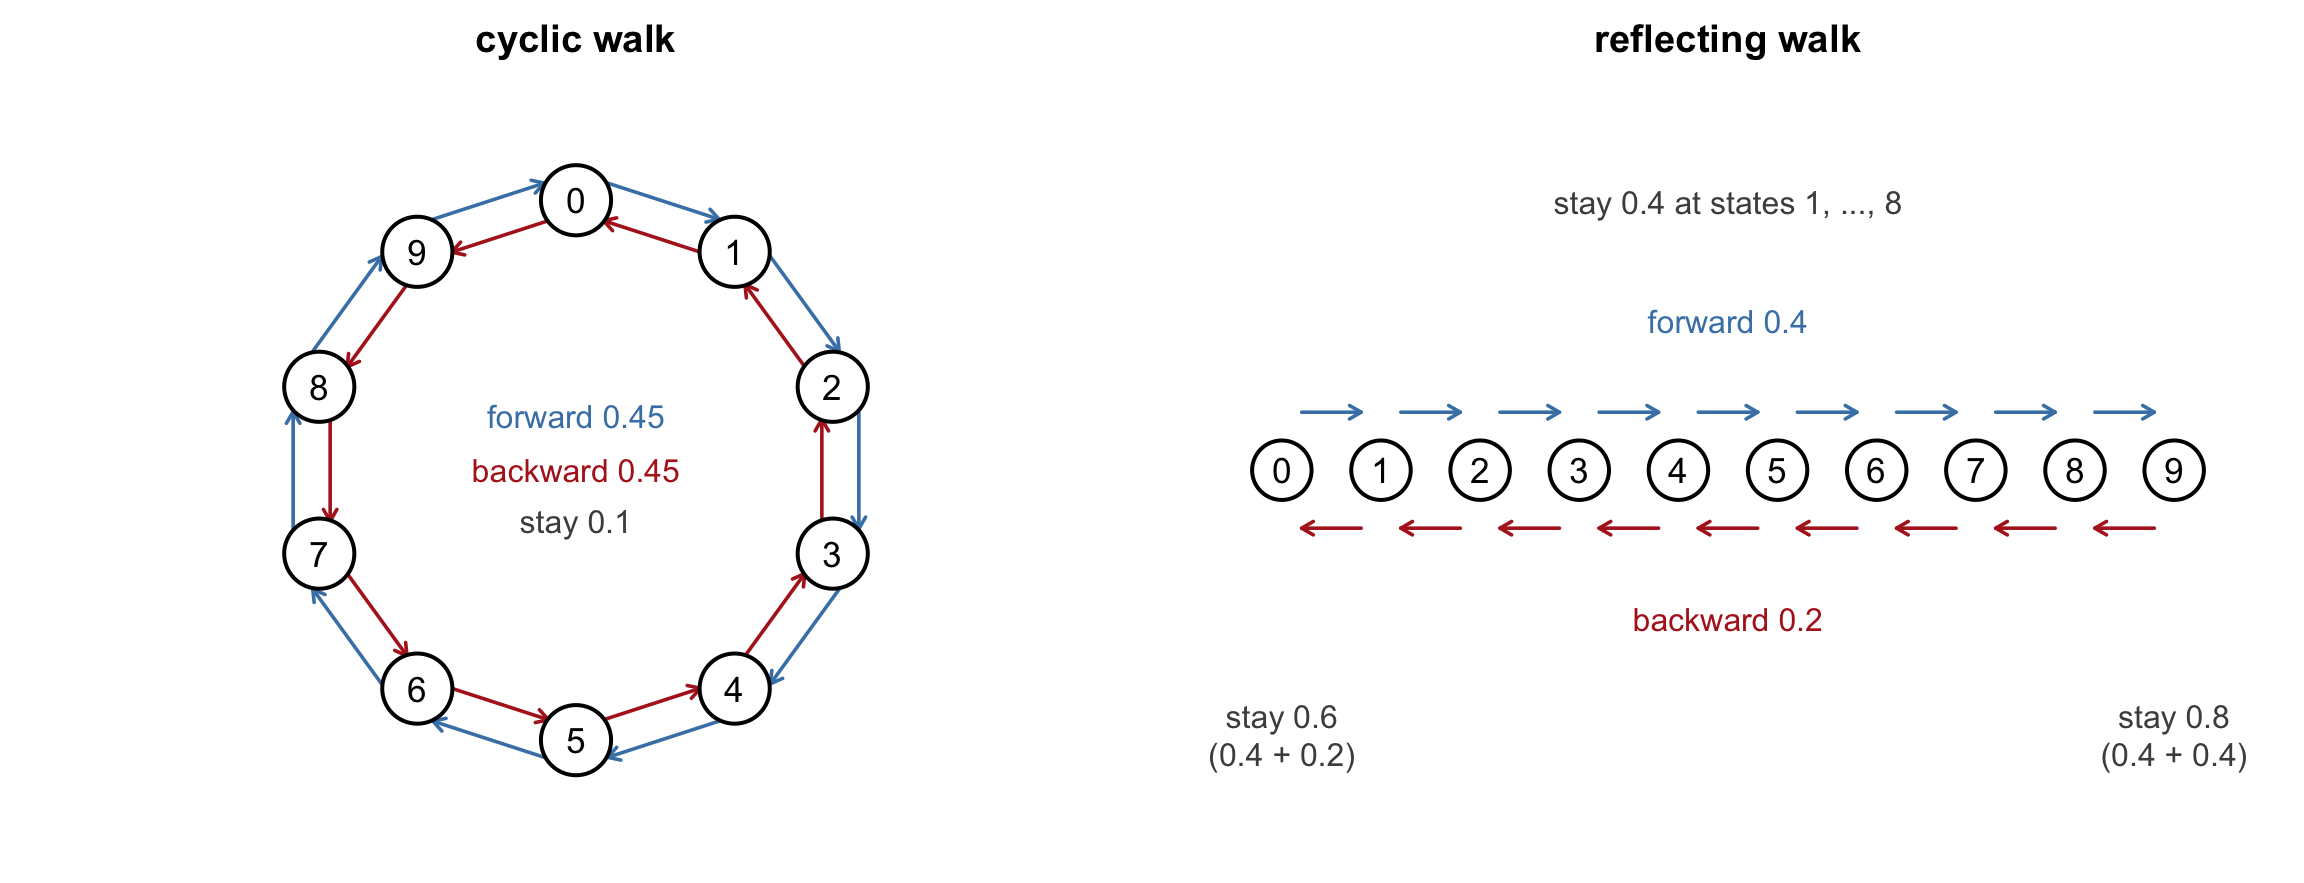 cyclic walk
0
1
2
3
4
5
6
7
8
9
forward 0.45
backward 0.45
stay 0.1
reflecting walk
stay 0.4 at states 1, ..., 8
forward 0.4
0 1 2 3 4 5 6 7 8 9
backward 0.2
stay 0.6
(0.4 + 0.2)
stay 0.8
(0.4 + 0.4)